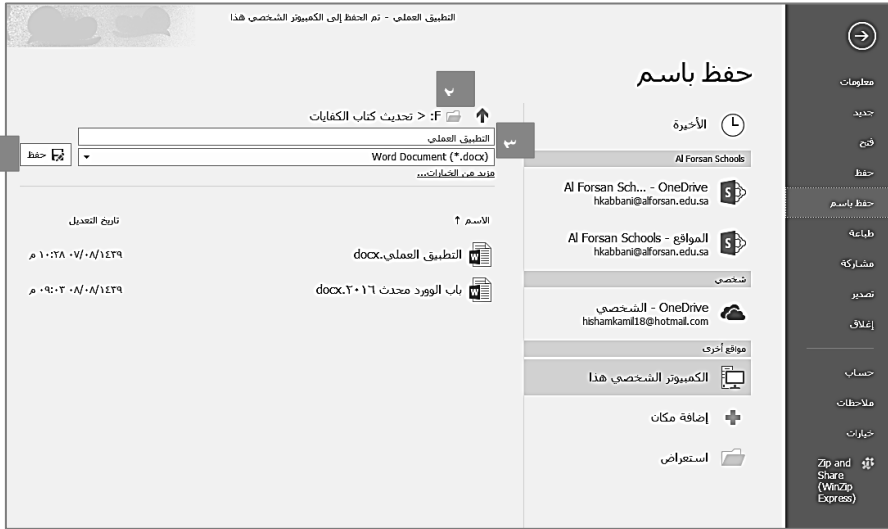 التطبيق العملي - تم الحفظ إلى الكمبيوتر الشخصي هذا
معلومات
جديد
فتح
حفظ
حفظ باسم
طباعة
مشاركة
تصدير
إغلاق
حساب
ملاحظات
خيارات
Zip and
Share
(WinZip
Express)
حفظ باسم
الأخيرة
Al Forsan Schools
Al Forsan Sch... - OneDrive
hkabbani@alforsan.edu.sa
المواقع - Al Forsan Schools
hkabbani@alforsan.edu.sa
شخصي
OneDrive - الشخصي
hishamkamil18@hotmail.com
مواقع أخرى
الكمبيوتر الشخصي هذا
إضافة مكان
استعراض
F: > تحديث كتاب الكفايات
التطبيق العملي
Word Document (*.docx)
حفظ
مزيد من الخيارات...
الاسم
تاريخ التعديل
التطبيق العملي.docx
٠٧/٠٨/١٤٣٩ ١٠:٢٨ م
باب الوورد محدث ٢٠١٦.docx
٠٨/٠٨/١٤٣٩ ٠٩:٠٣ م